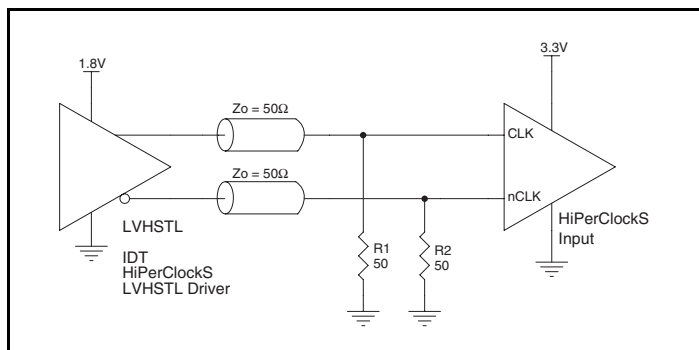 1.8V
3.3V
Zo = 50Ω
CLK
Zo = 50Ω
nCLK
LVHSTL
IDT
HiPerClockS
LVHSTL Driver
R1
50
R2
50
HiPerClockS
Input